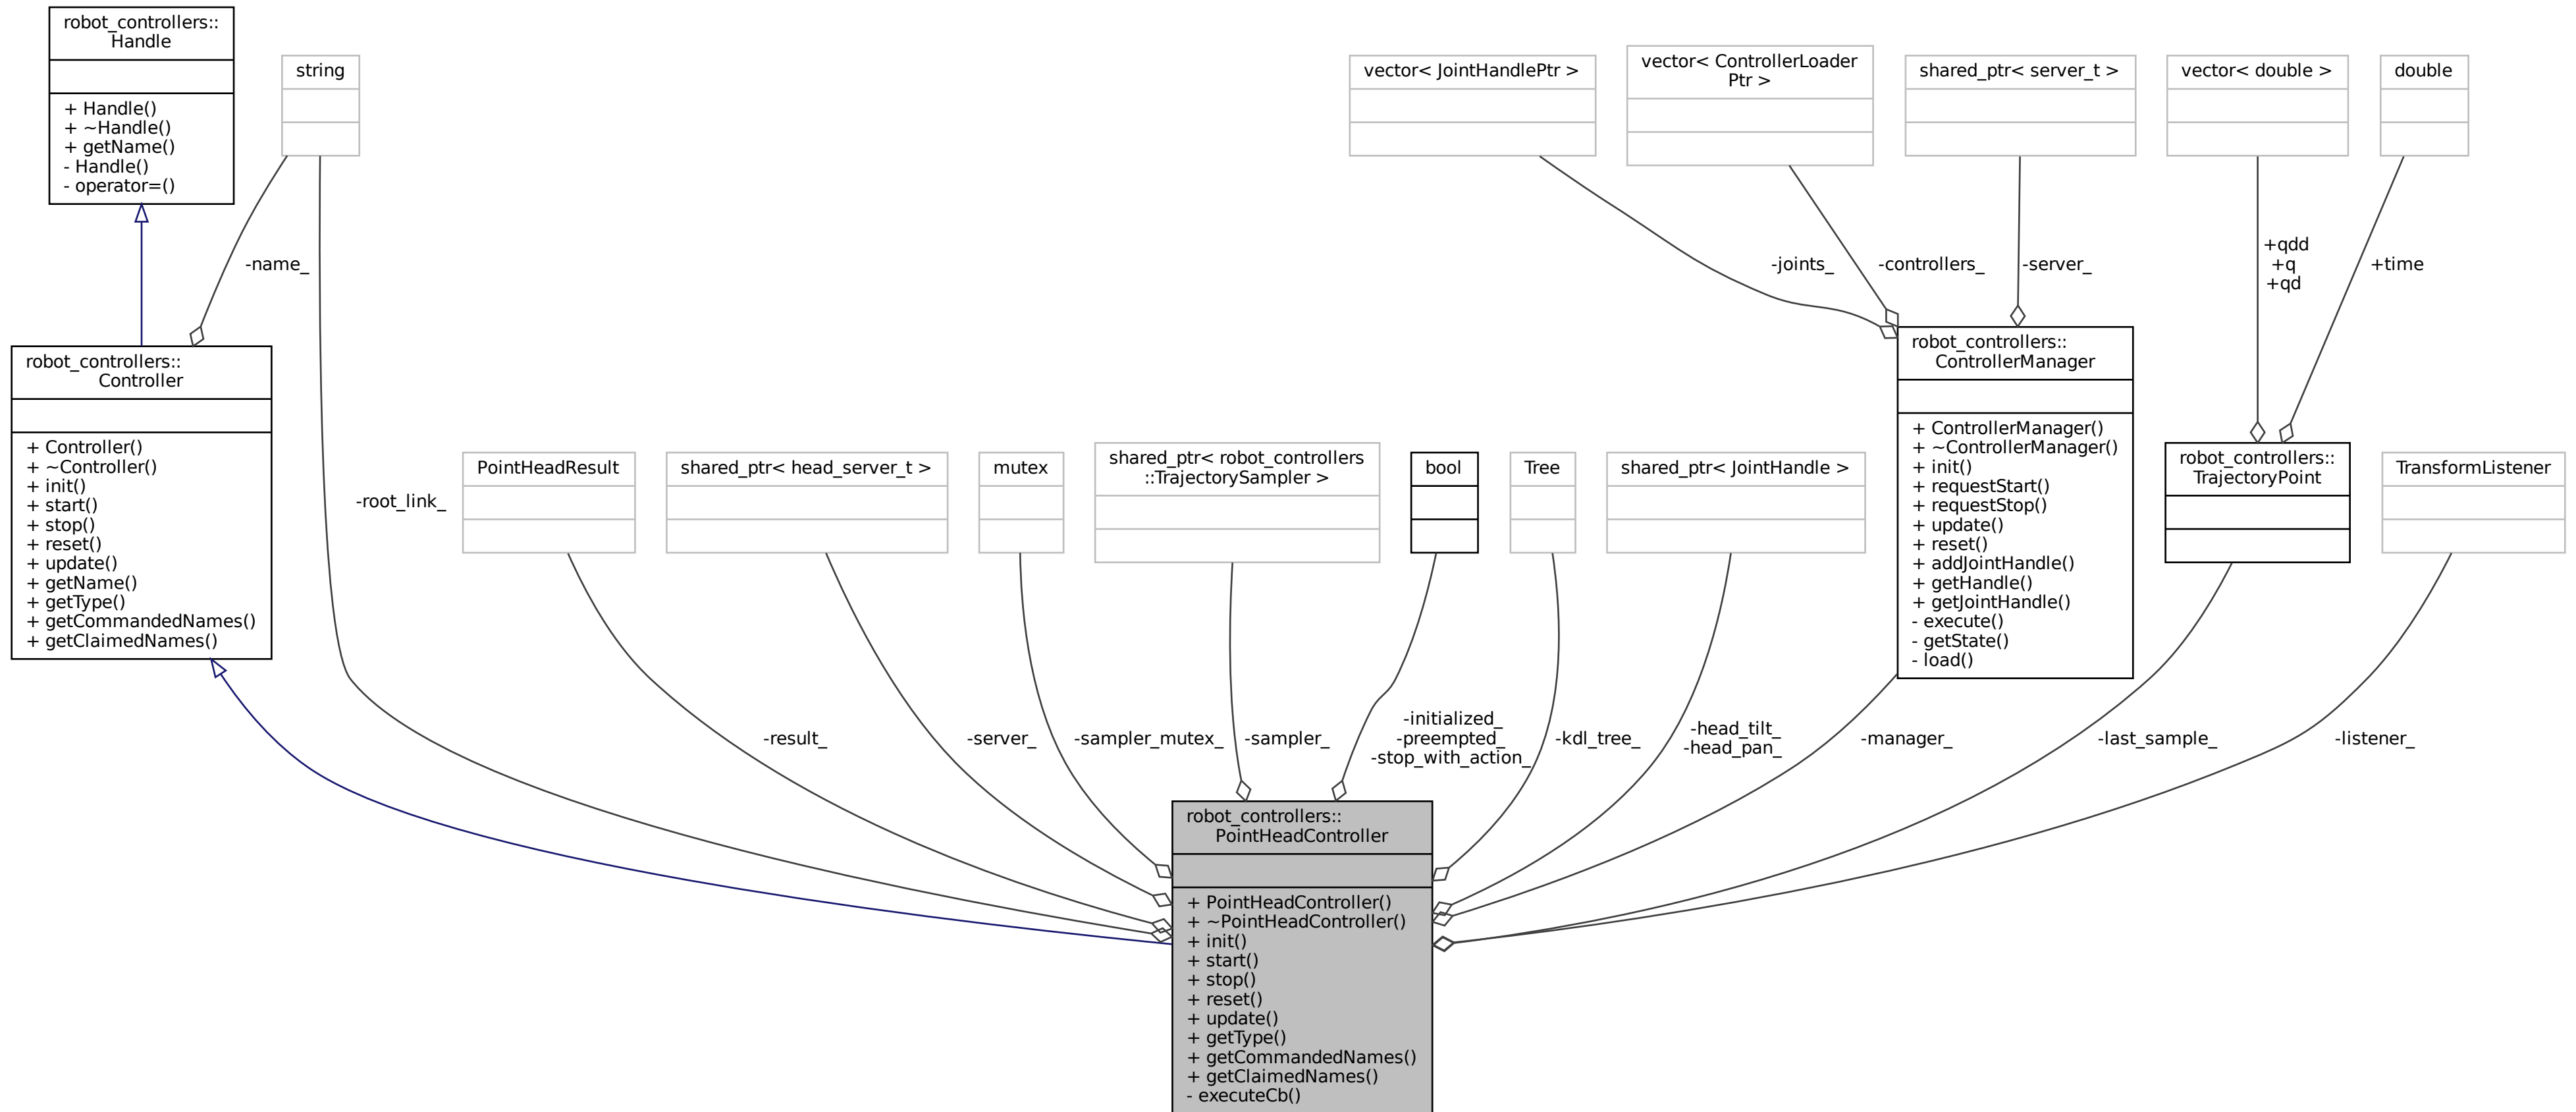 robot_controllers::
Handle
+ Handle()
+ ~Handle()
+ getName()
- Handle()
- operator=()
string
vector< JointHandlePtr >
vector< ControllerLoader
Ptr >
shared_ptr< server_t >
vector< double >
double
-name_
-joints_
-controllers_
-server_
+qdd
+q
+qd
+time
robot_controllers::
Controller
+ Controller()
+ ~Controller()
+ init()
+ start()
+ stop()
+ reset()
+ update()
+ getName()
+ getType()
+ getCommandedNames()
+ getClaimedNames()
-root_link_
PointHeadResult
shared_ptr< head_server_t >
mutex
shared_ptr< robot_controllers
::TrajectorySampler >
bool
Tree
shared_ptr< JointHandle >
robot_controllers::
ControllerManager
+ ControllerManager()
+ ~ControllerManager()
+ init()
+ requestStart()
+ requestStop()
+ update()
+ reset()
+ addJointHandle()
+ getHandle()
+ getJointHandle()
- execute()
- getState()
- load()
robot_controllers::
TrajectoryPoint
TransformListener
-result_
-server_
-sampler_mutex_
-sampler_
-initialized_
-preempted_
-stop_with_action_
-kdl_tree_
-head_tilt_
-head_pan_
-manager_
-last_sample_
-listener_
robot_controllers::
PointHeadController
+ PointHeadController()
+ ~PointHeadController()
+ init()
+ start()
+ stop()
+ reset()
+ update()
+ getType()
+ getCommandedNames()
+ getClaimedNames()
- executeCb()